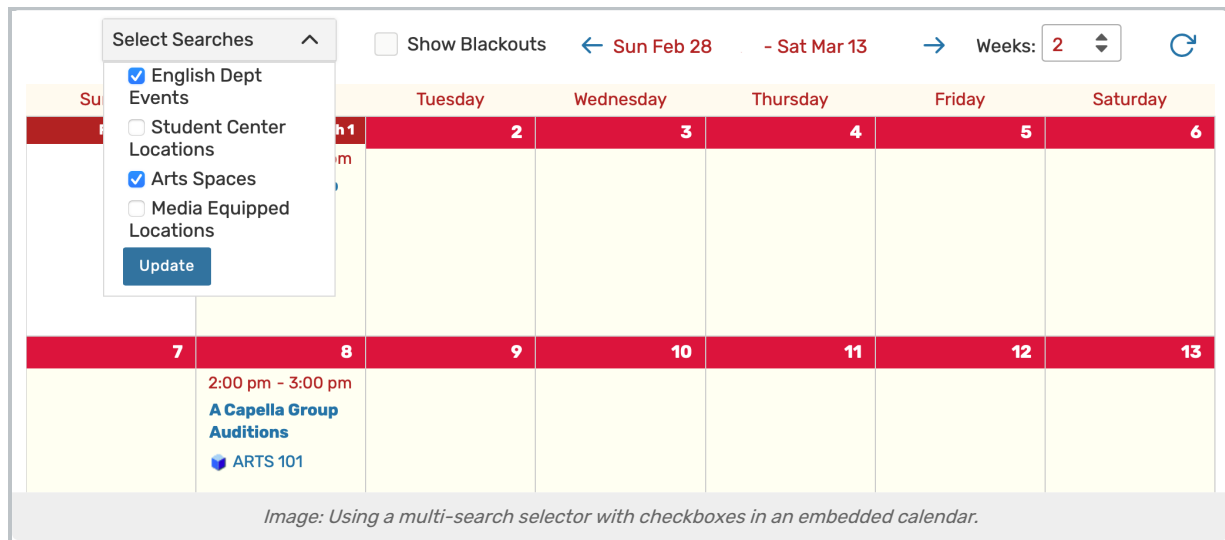 Select Searches
Show Blackouts
Sun Feb 28 - Sat Mar 13
Weeks: 2
English Dept
Events
Student Center
Locations
Arts Spaces
Media Equipped
Locations
Update
Tuesday Wednesday Thursday Friday Saturday
2 3 4 5 6
7 8 9 10 11 12 13
2:00 pm - 3:00 pm
A Capella Group
Auditions
ARTS 101
Image: Using a multi-search selector with checkboxes in an embedded calendar.